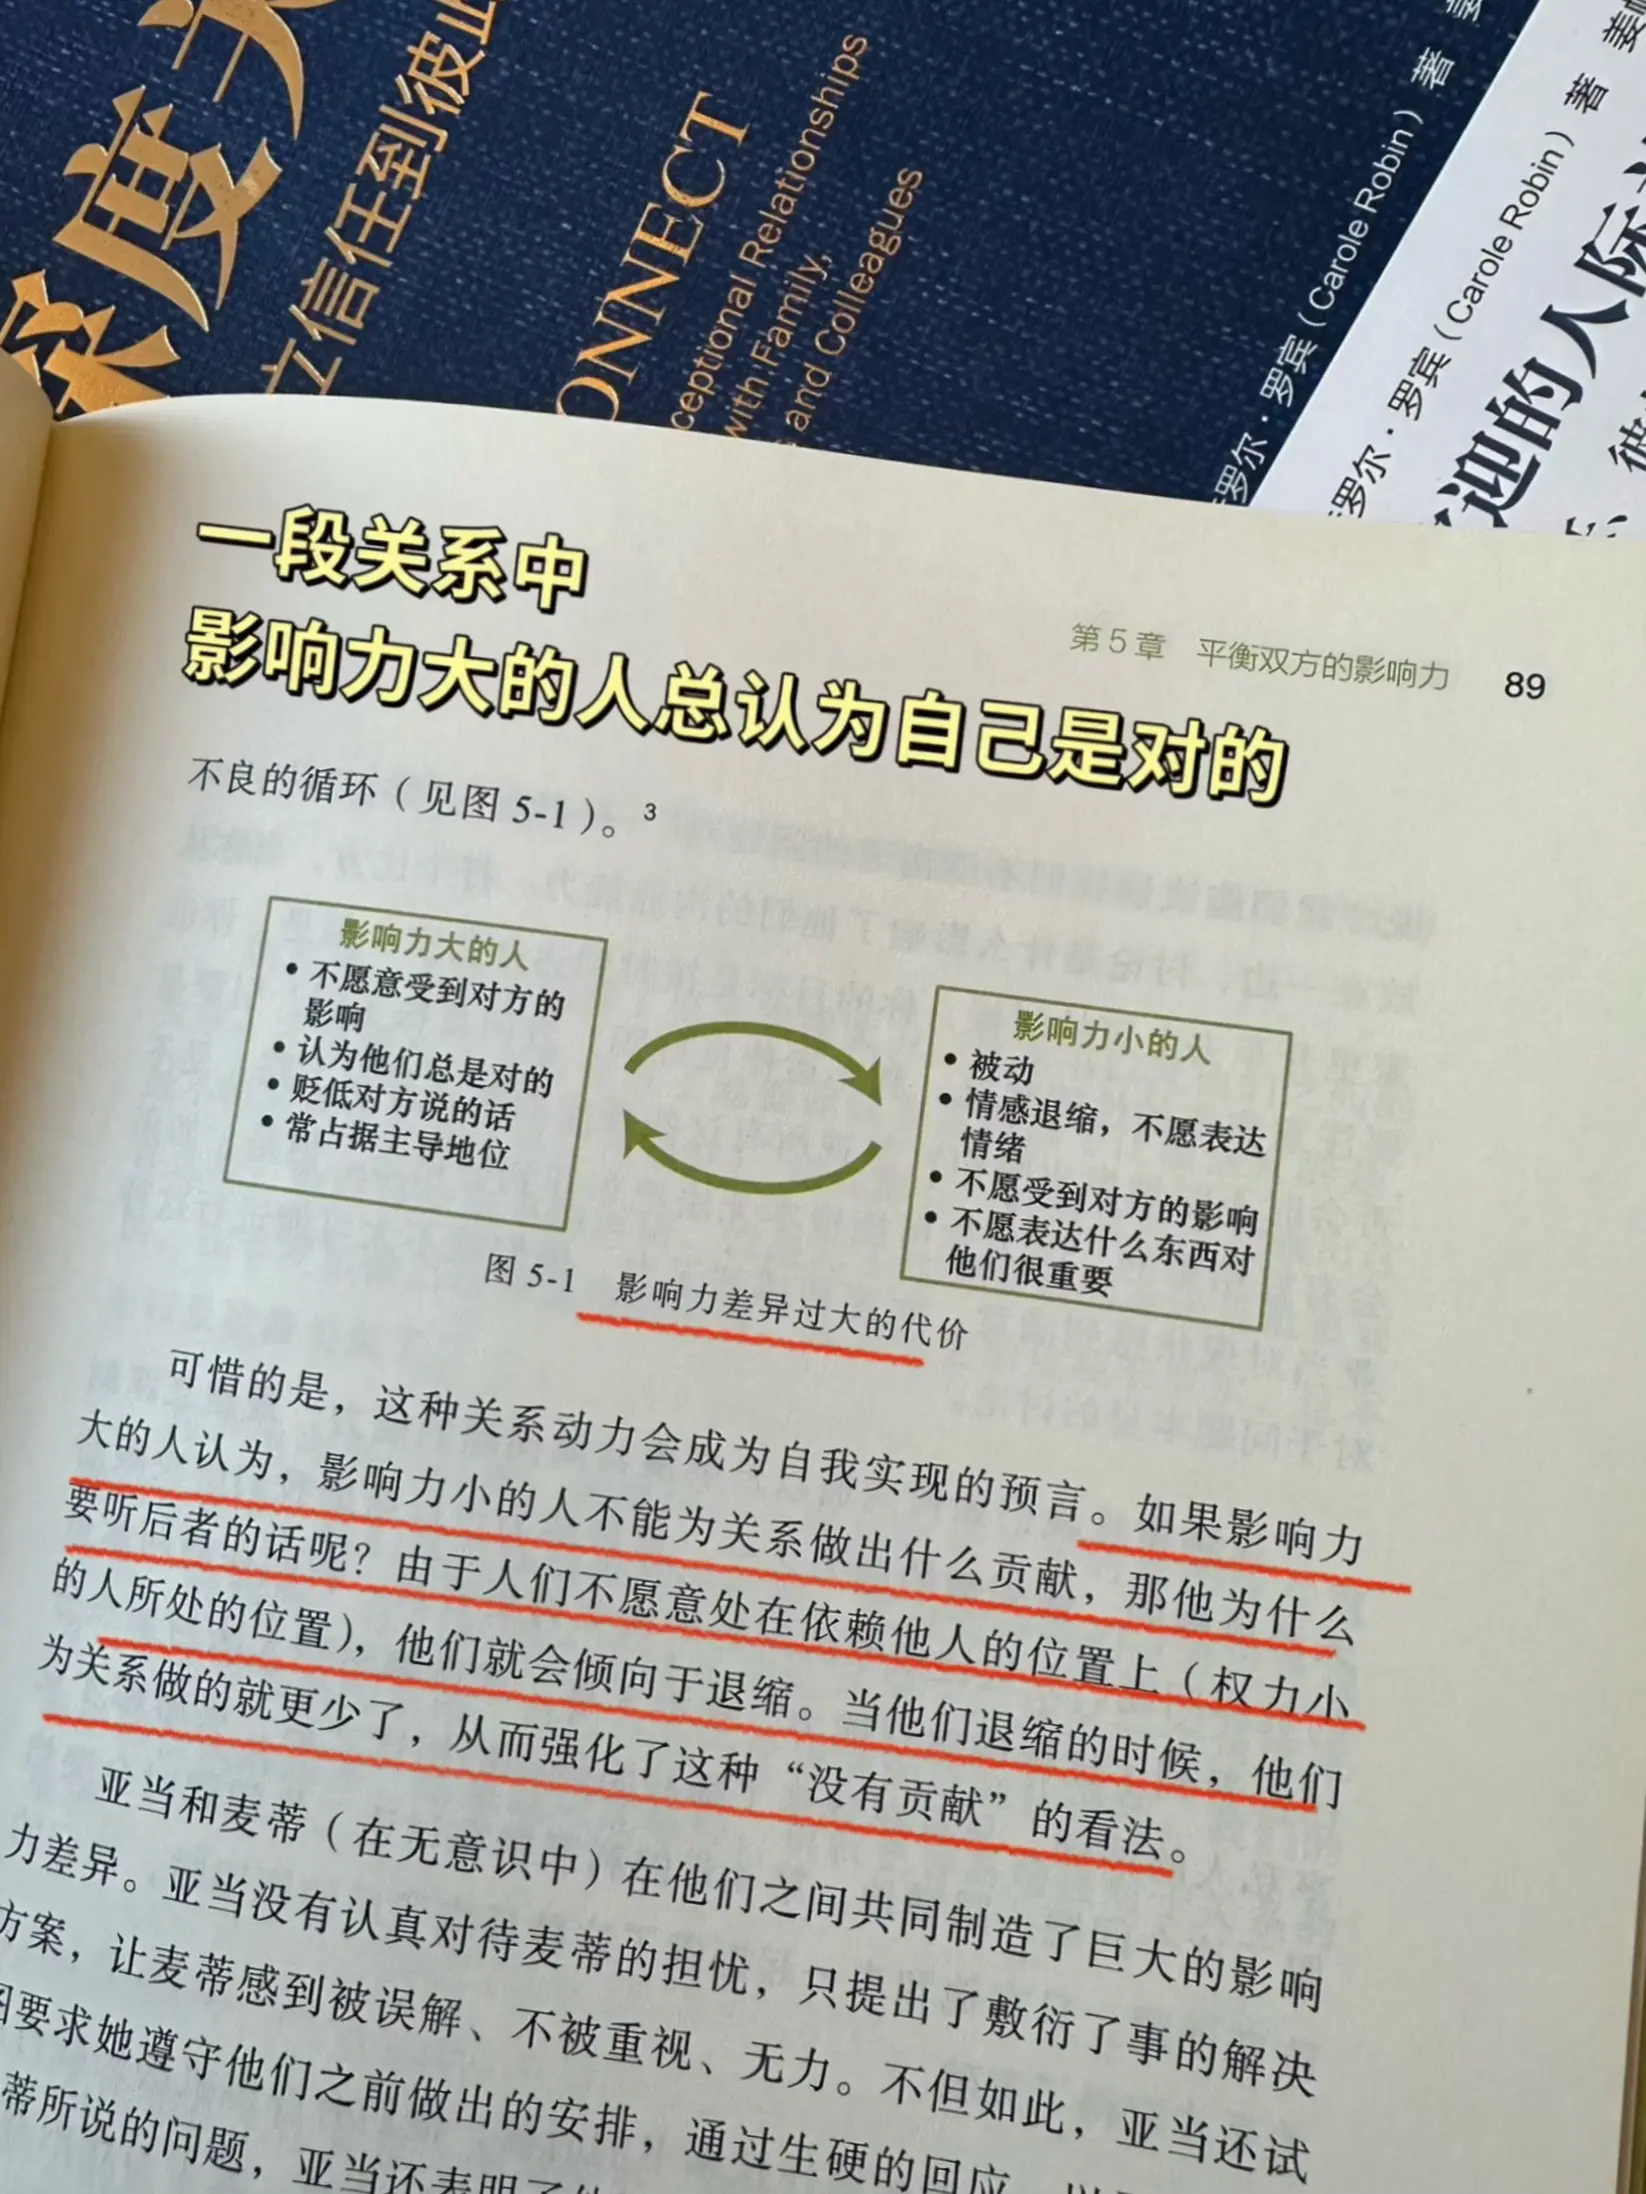 度
立信任到彼此
ONNECT
ceptional Relationships
with Family,
and Colleagues
罗尔·罗宾（Carole Robin）著
罗尔·罗宾（Carole Robin）著
迎的人际
一段关系中
影响力大的人总认为自己是对的
第5章 平衡双方的影响力 89
不良的循环（见图 5-1）。3
影响力大的人
• 不愿意受到对方的
影响
• 认为他们总是对的
• 贬低对方说的话
• 常占据主导地位
影响力小的人
• 被动
• 情感退缩，不愿表达
情绪
• 不愿受到对方的影响
• 不愿表达什么东西对
他们很重要
图 5-1 影响力差异过大的代价
可惜的是，这种关系动力会成为自我实现的预言。如果影响力
大的人认为，影响力小的人不能为关系做出什么贡献，那他为什么
要听后者的话呢？由于人们不愿意处在依赖他人的位置上（权力小
的人所处的位置），他们就会倾向于退缩。当他们退缩的时候，他们
为关系做的就更少了，从而强化了这种“没有贡献”的看法。
亚当和麦蒂（在无意识中）在他们之间共同制造了巨大的影响
力差异。亚当没有认真对待麦蒂的担忧，只提出了敷衍了事的解决
方案，让麦蒂感到被误解、不被重视、无力。不但如此，亚当还试
图要求她遵守他们之前做出的安排，通过生硬的回应，以
蒂所说的问题，亚当还表明了